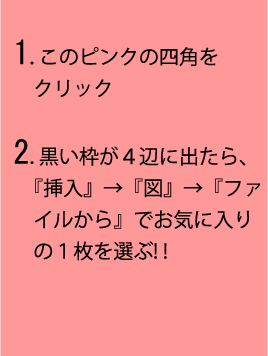 1.このピンクの四角を
クリック
2.黒い枠が４辺に出たら、
『挿入』→『図』→『ファ
イルから』でお気に入り
の１枚を選ぶ!!